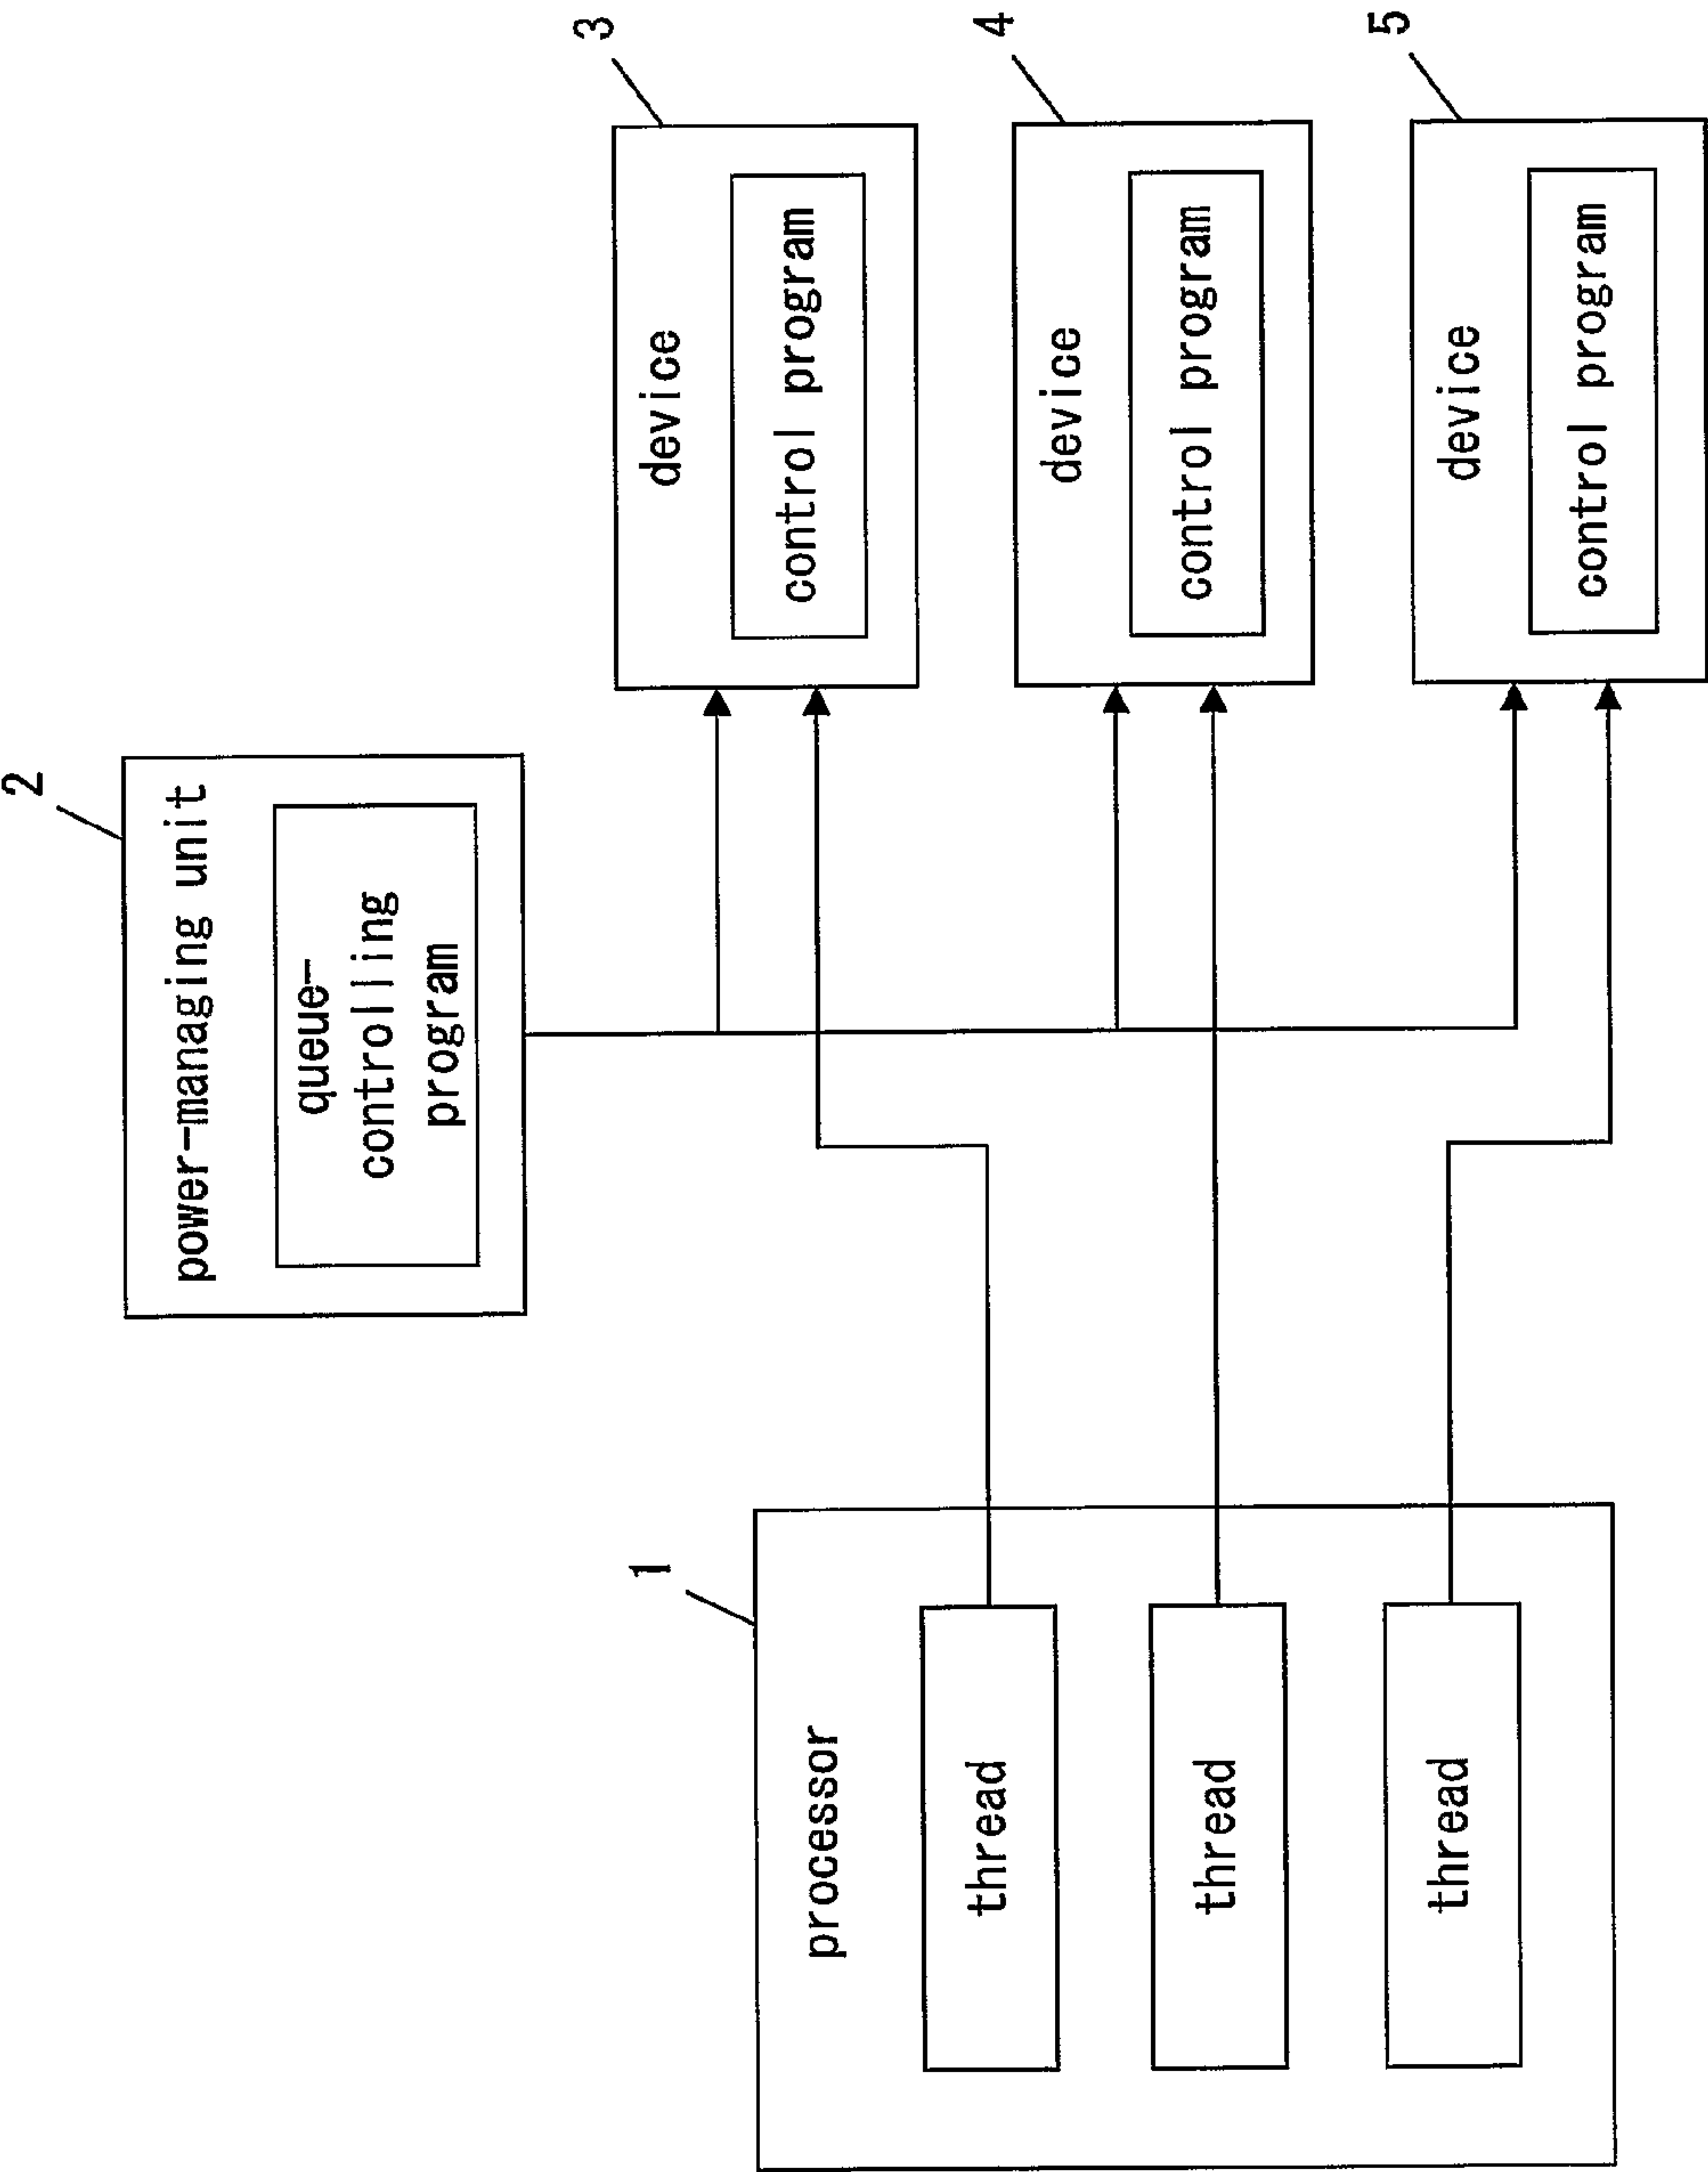 2
power-managing unit
queue-
controlling
program
3
device
control program
4
device
control program
5
device
control program
1
processor
thread
thread
thread